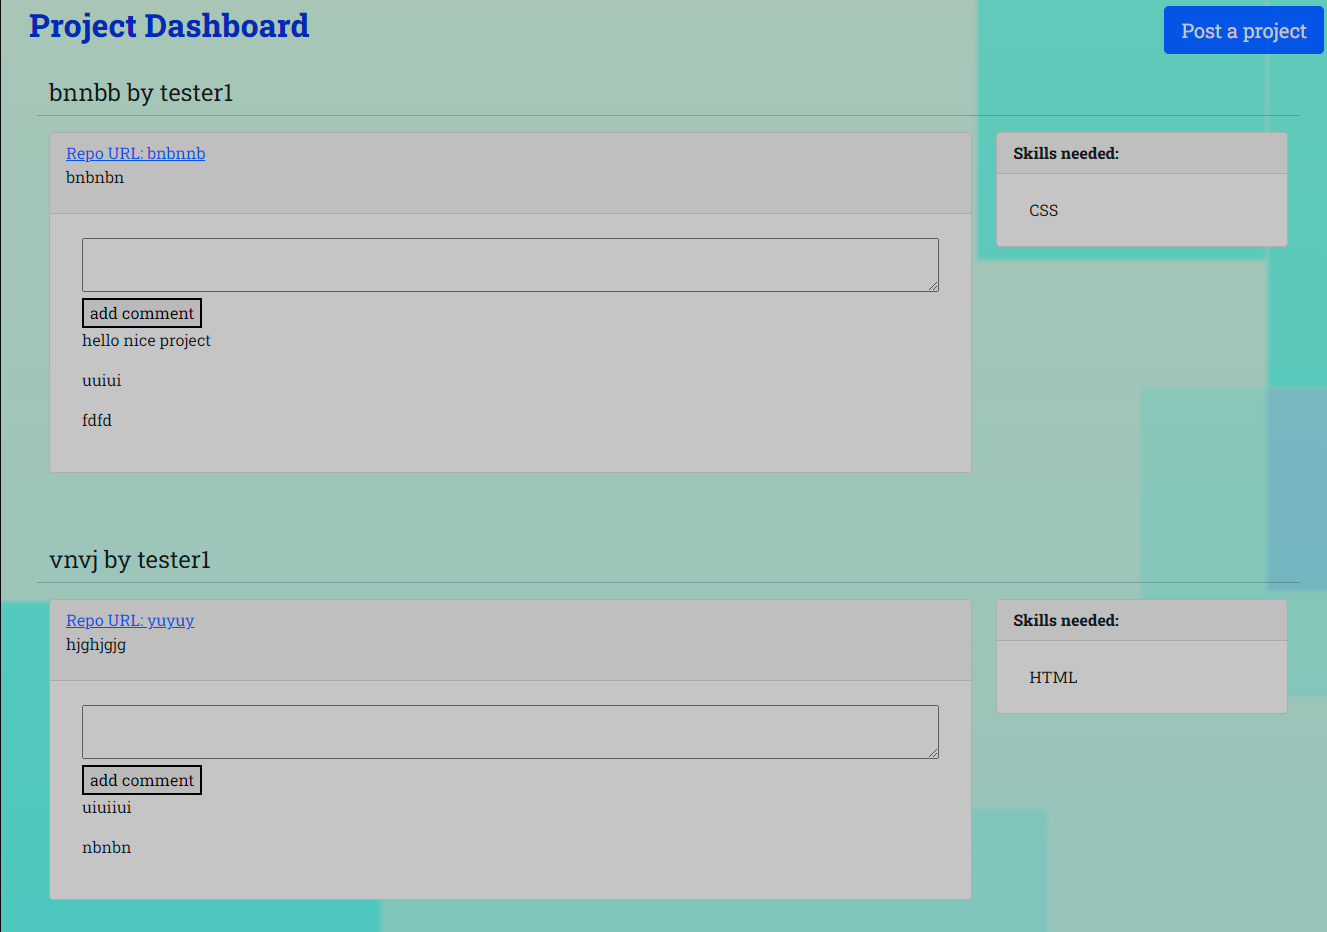 Project Dashboard
Post a project
bnnbb by tester1
Repo URL: bnbnnb
bnbnbn
Skills needed:
CSS
add comment
hello nice project
uuiui
fdfd
vnvj by tester1
Repo URL: yuyuy
hjghjgjg
Skills needed:
HTML
add comment
uiuiiui
nbnbn